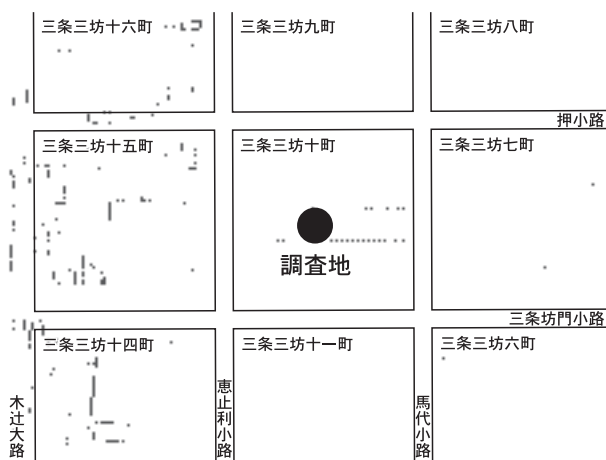 三条三坊十六町
三条三坊九町
三条三坊八町
押小路
三条三坊十五町
三条三坊十町
三条三坊七町
調査地
三条坊門小路
三条三坊十四町
三条三坊十一町
三条三坊六町
木辻大路
恵止利小路
馬代小路